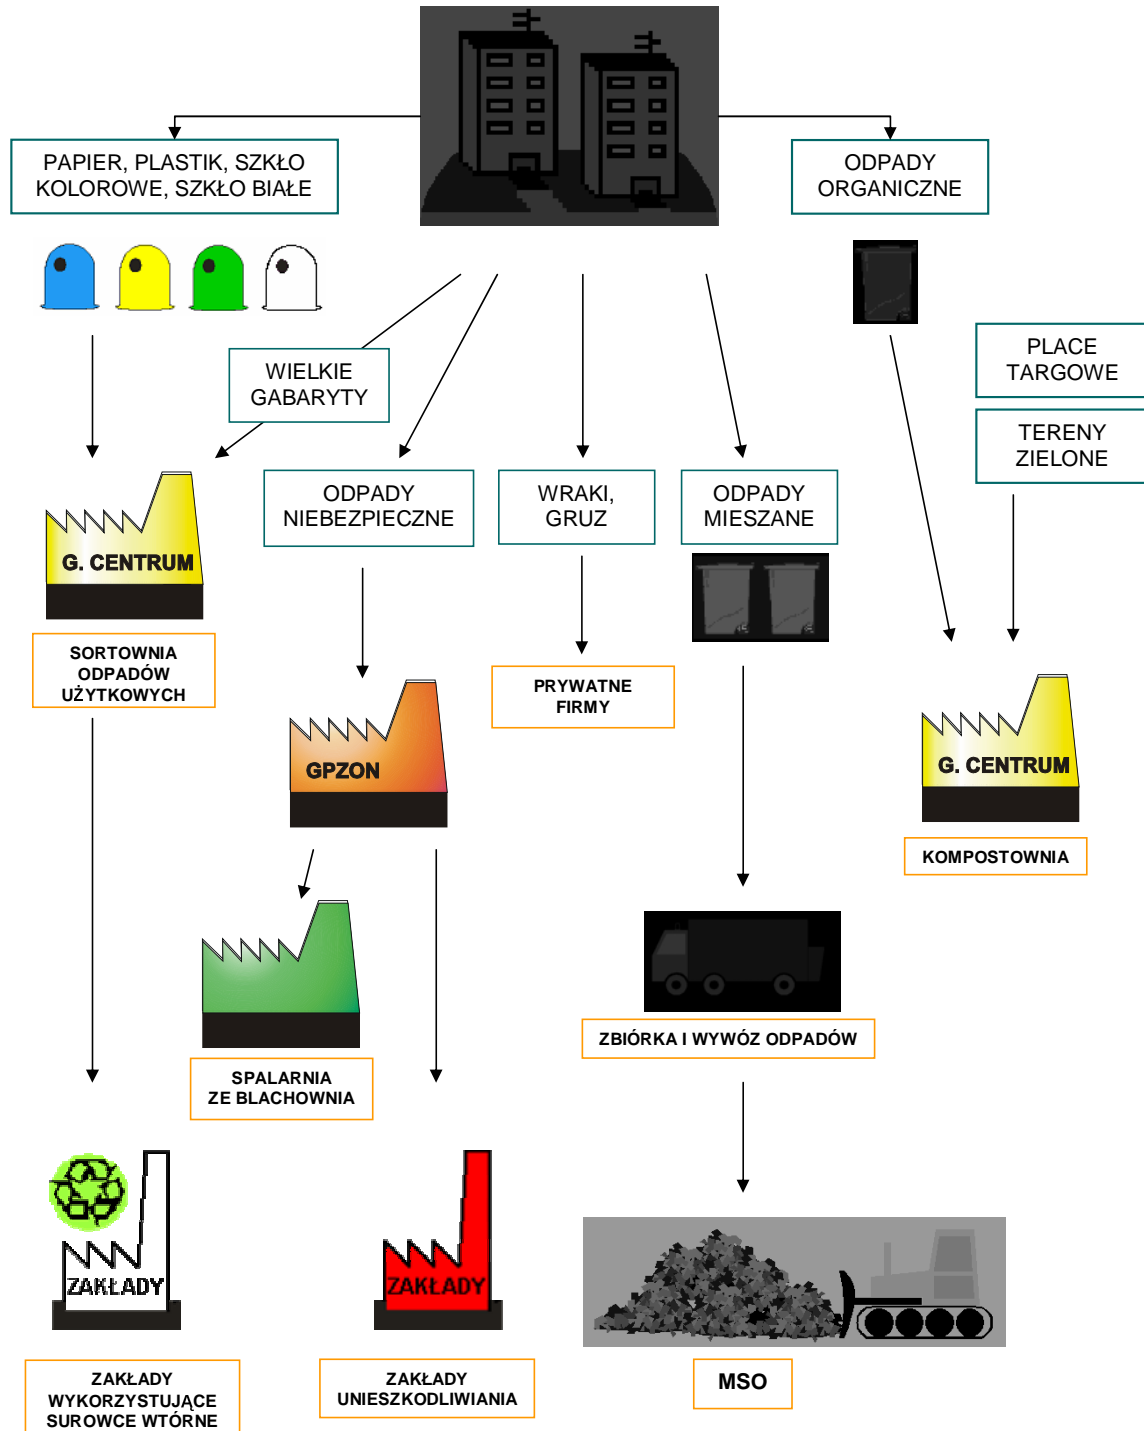 PAPIER, PLASTIK, SZKŁO
KOLOROWE, SZKŁO BIAŁE
ODPADY
ORGANICZNE
WIELKIE
GABARYTY
PLACE
TARGOWE
TERENY
ZIELONE
ODPADY
NIEBEZPIECZNE
WRAKI,
GRUZ
ODPADY
MIESZANE
G. CENTRUM
SORTOWNIA
ODPADÓW
UŻYTKOWYCH
PRYWATNE
FIRMY
GPZON
G. CENTRUM
KOMPOSTOWNIA
ZBIÓRKA I WYWÓZ ODPADÓW
SPALARNIA
ZE BLACHOWNIA
ZAKŁADY
ZAKŁADY
ZAKŁADY
WYKORZYSTUJĄCE
SUROWCE WTÓRNE
ZAKŁADY
UNIESZKODLIWIANIA
MSO